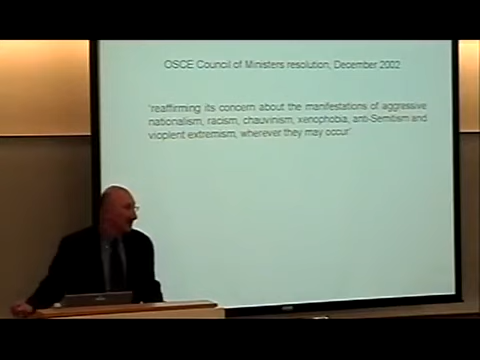 OSCE Council of Ministers resolution, December 2002
'reaffirming its concern about the manifestations of aggressive
nationalism, racism, chauvinism, xenophobia, anti-Semitism and
vioplent extremism, wherever they may occur'